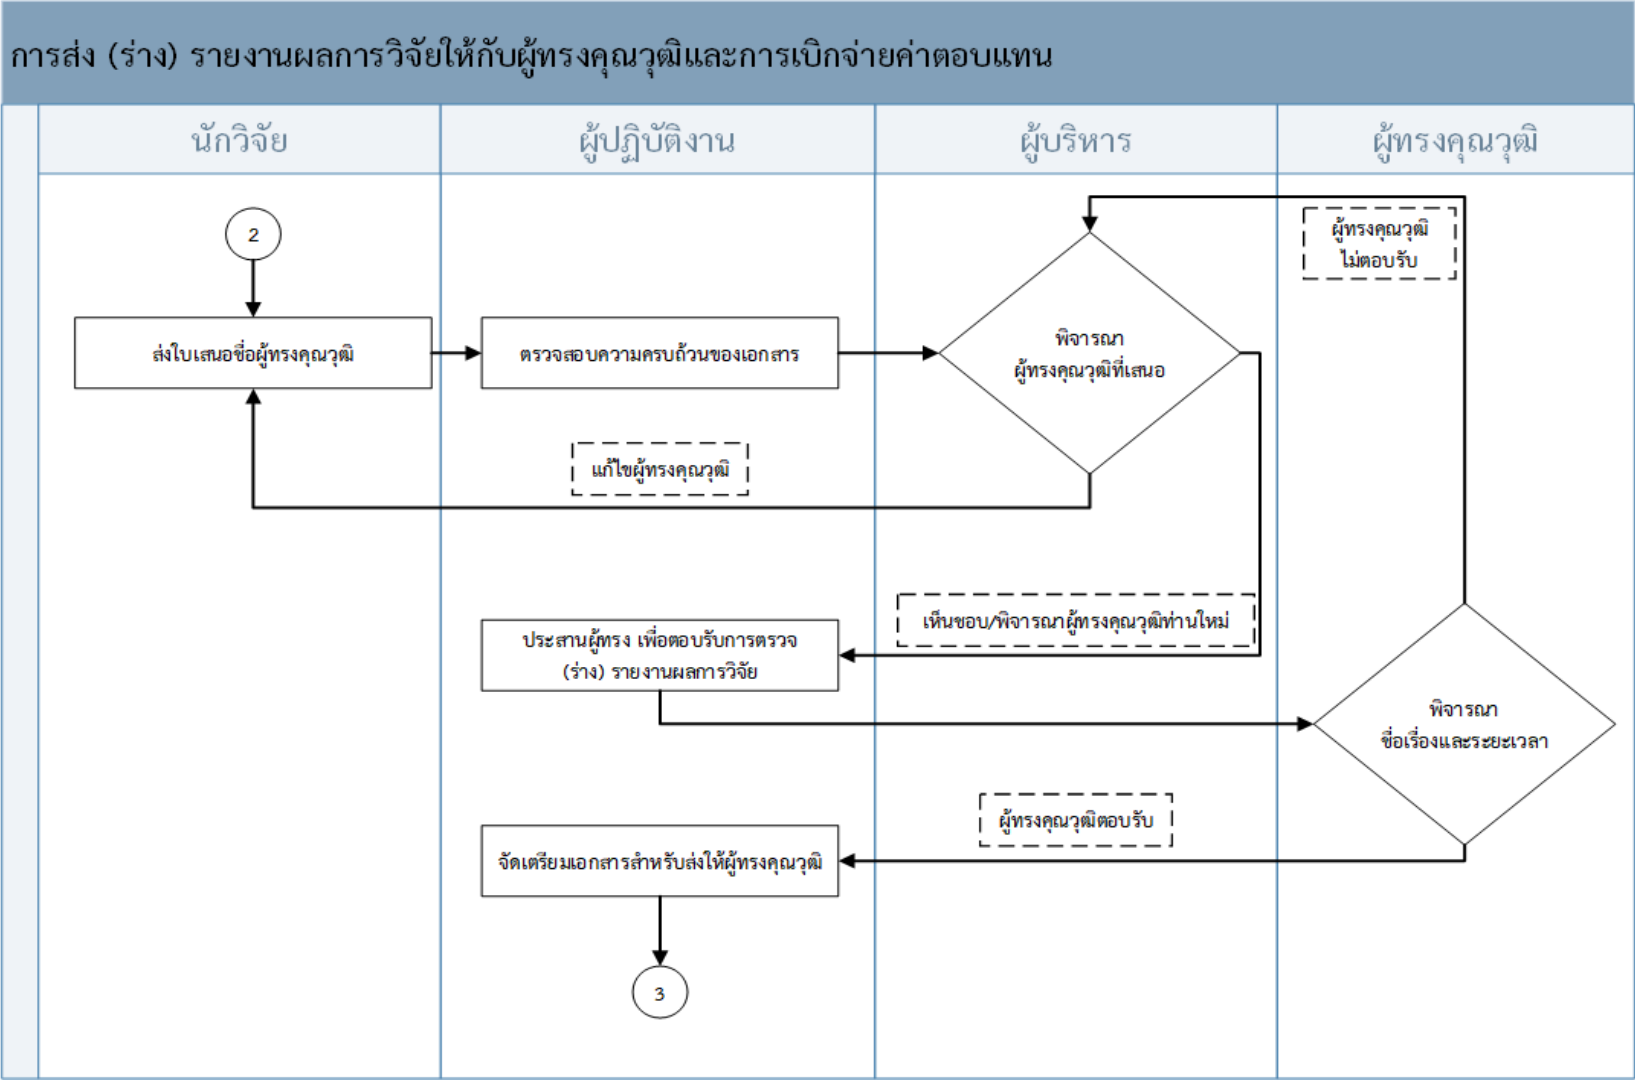 การส่ง (ร่าง) รายงานผลการวิจัยให้กับผู้ทรงคุณวุฒิและการเบิกจ่ายค่าตอบแทน
นักวิจัย
ผู้ปฏิบัติงาน
ผู้บริหาร
ผู้ทรงคุณวุฒิ
2
ผู้ทรงคุณวุฒิ
ไม่ตอบรับ
ส่งใบเสนอชื่อผู้ทรงคุณวุฒิ
ตรวจสอบความครบถ้วนของเอกสาร
พิจารณา
ผู้ทรงคุณวุฒิที่เสนอ
แก้ไขผู้ทรงคุณวุฒิ
เห็นชอบ/พิจารณาผู้ทรงคุณวุฒิท่านใหม่
ประสานผู้ทรง เพื่อตอบรับการตรวจ
(ร่าง) รายงานผลการวิจัย
พิจารณา
ชื่อเรื่องและระยะเวลา
ผู้ทรงคุณวุฒิตอบรับ
จัดเตรียมเอกสารสำหรับส่งให้ผู้ทรงคุณวุฒิ
3